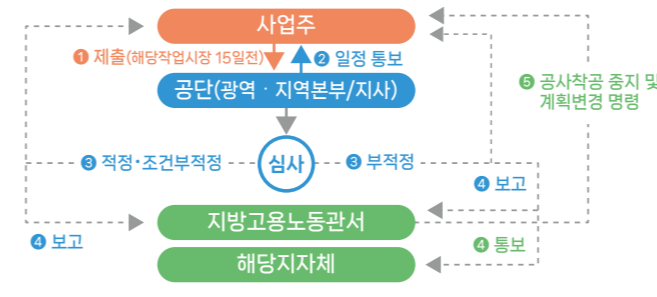 사업주
❶ 제출(해당작업시장 15일전)
❷ 일정 통보
공단(광역ㆍ지역본부/지사)
❺ 공사착공 중지 및
계획변경 명령
❸ 적정·조건부적정
심사
❸ 부적정
❹ 보고
지방고용노동관서
❹ 보고
❹ 통보
해당지자체